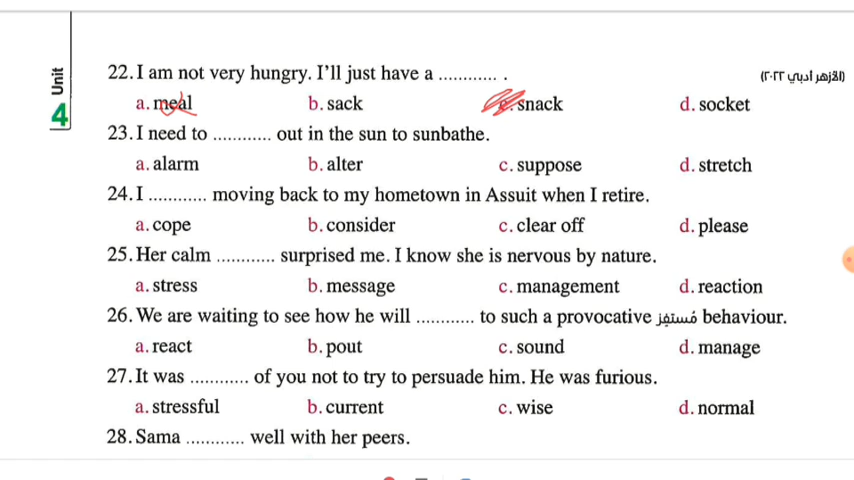 Unit
4
22. I am not very hungry. I'll just have a ............ . (الأزهر أدبي ٢٠٢٢)
a. meal b. sack c. snack d. socket
23. I need to ............ out in the sun to sunbathe.
a. alarm b. alter c. suppose d. stretch
24. I ............ moving back to my hometown in Assuit when I retire.
a. cope b. consider c. clear off d. please
25. Her calm ............ surprised me. I know she is nervous by nature.
a. stress b. message c. management d. reaction
26. We are waiting to see how he will ............ to such a provocative مُستفِز behaviour.
a. react b. pout c. sound d. manage
27. It was ............ of you not to try to persuade him. He was furious.
a. stressful b. current c. wise d. normal
28. Sama ............ well with her peers.